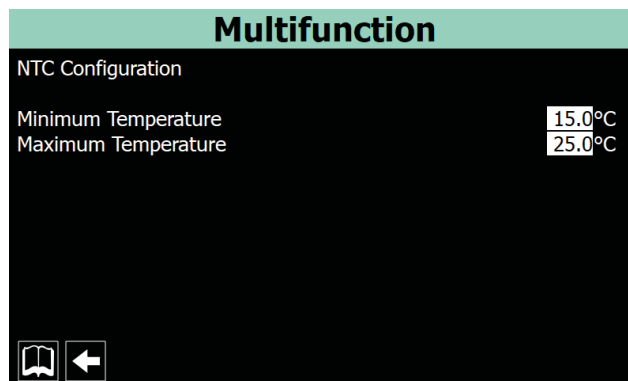 Multifunction
NTC Configuration
Minimum Temperature 15.0°C
Maximum Temperature 25.0°C